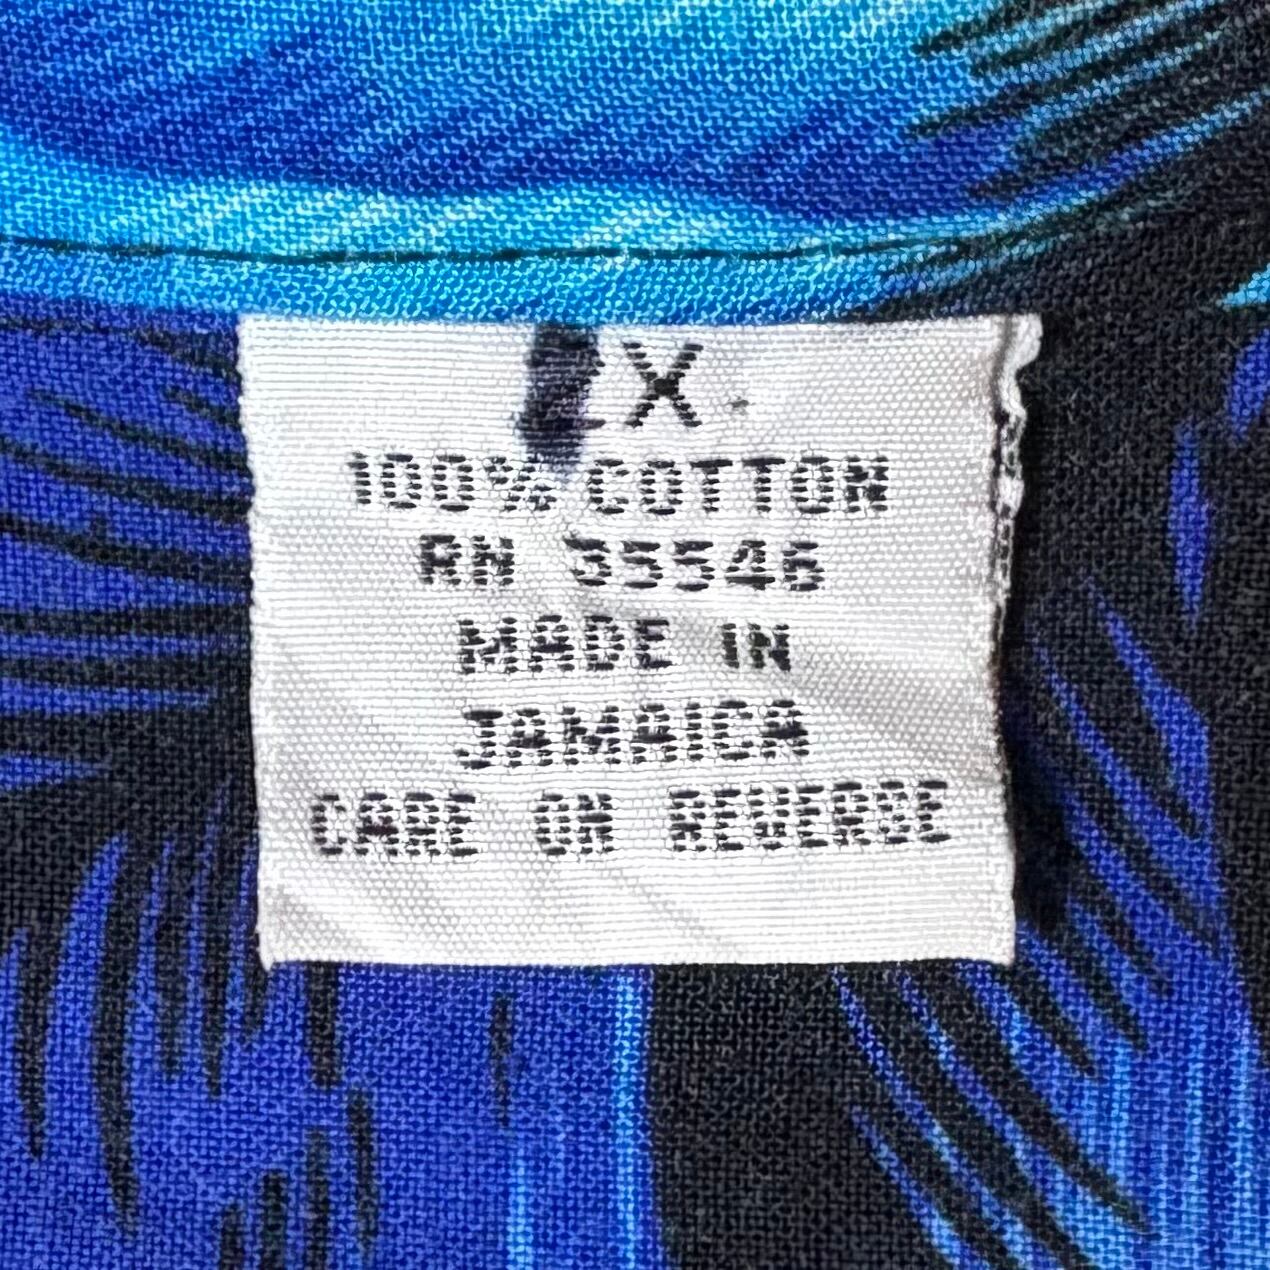 X
100% COTTON
RN 35546
MADE IN
JAMAICA
CARE ON REVERSE